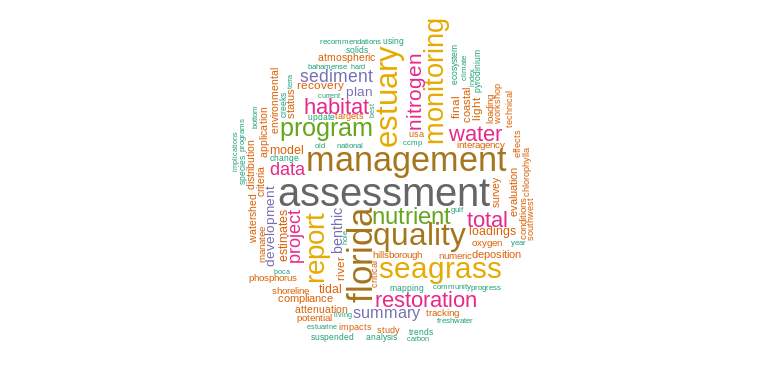 recommendations
using
solids
atmospheric
monitoring
estuary
nitrogen
ecosystem
climate
index
pyrodinium
bahamense
hard
sediment
recovery
plan
current
terra
creeks
status
environmental
habitat
update
targets
best
final
coastal
light
loading
workshop
technical
program
usa
water
bottom
application
old
national
ccmp
interagency
effects
implications
programs
species
distribution
model
change
management
data
criteria
assessment
survey
evaluation
chlorophylla
watershed
manatee
development
estimates
project
report
benthic
note
florida
nutrient
gulf
total
quality
loadings
conditions
southwest
oxygen
year
hillsborough
numeric
deposition
boca
phosphorus
river
critical
seagrass
shoreline
tidal
mapping
community
progress
compliance
restoration
attenuation
living
summary
tracking
potential
freshwater
estuarine
impacts
study
trends
suspended
analysis
carbon